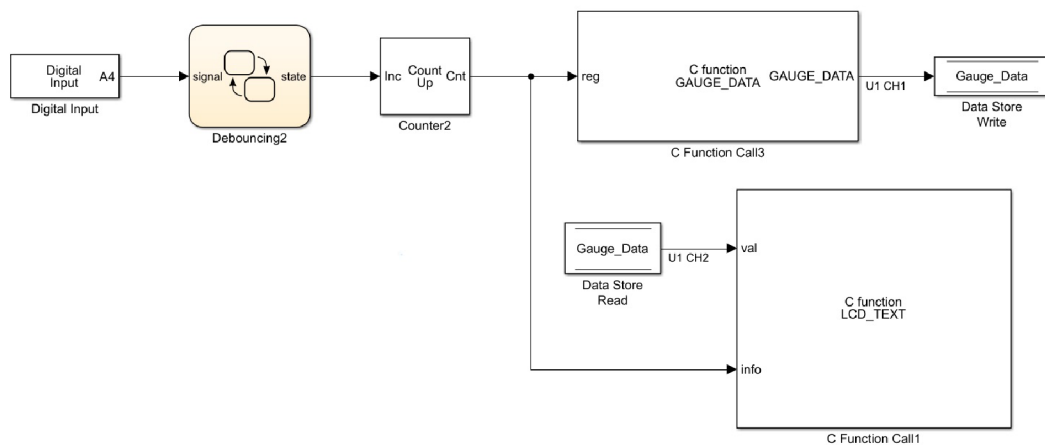 Digital
Input
A4
Digital Input
signal
state
Debouncing2
Inc
Count
Up
Cnt
Counter2
reg
C function
GAUGE_DATA
GAUGE_DATA
C Function Call3
U1 CH1
Gauge_Data
Data Store
Write
Gauge_Data
Data Store
Read
U1 CH2
val
C function
LCD_TEXT
info
C Function Call1